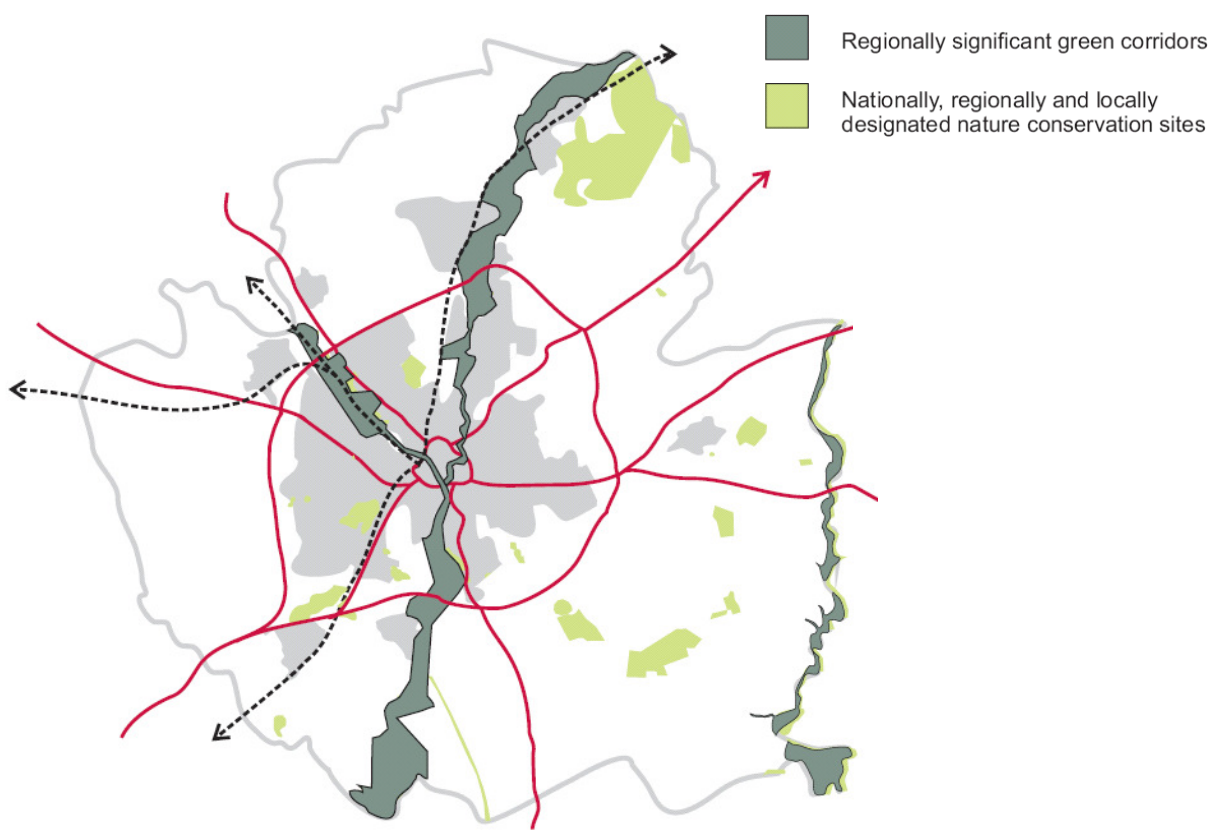 Regionally significant green corridors
Nationally, regionally and locally
designated nature conservation sites